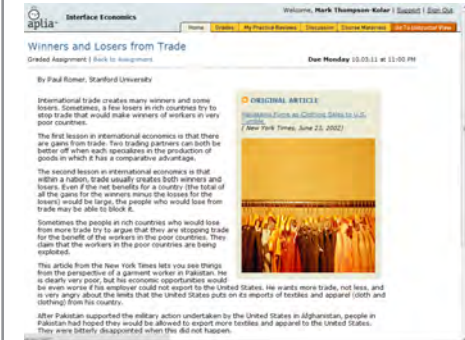 aplia
Interface Economics
Welcome, Mark Thompson-Kolar | Support | Sign Out
Home Grades My Practice Reviews Discussion Course Materials Go To Instructor View
Winners and Losers from Trade
Graded Assignment | Back to Assignment
Due Monday 10.03.11 at 11:00 PM
By Paul Romer, Stanford University
International trade creates many winners and some
losers. Sometimes, a few losers in rich countries try to
stop trade that would make winners of workers in very
poor countries.
The first lesson in international economics is that there
are gains from trade. Two trading partners can both be
better off when each specializes in the production of
goods in which it has a comparative advantage.
The second lesson in international economics is that
within a nation, trade usually creates both winners and
losers. Even if the net benefits for a country (the total of
all the gains for the winners minus the losses for the
losers) would be large, the people who would lose from
trade may be able to block it.
Sometimes the people in rich countries who would lose
from more trade try to argue that they are stopping trade
for the benefit of the workers in the poor countries. They
claim that the workers in the poor countries are being
exploited.
This article from the New York Times lets you see things
from the perspective of a garment worker in Pakistan. He
is clearly very poor, but his economic opportunities would
be even worse if his employer could not export to the United States. He wants more trade, not less, and
is very angry about the limits that the United States puts on its imports of textiles and apparel (cloth and
clothing) from his country.
After Pakistan supported the military action undertaken by the United States in Afghanistan, people in
Pakistan had hoped they would be allowed to export more textiles and apparel to the United States.
They were bitterly disappointed when this did not happen.
ORIGINAL ARTICLE
Pakistanis Fume as Clothing Sales to U.S.
Tumble
(New York Times, June 23, 2002)